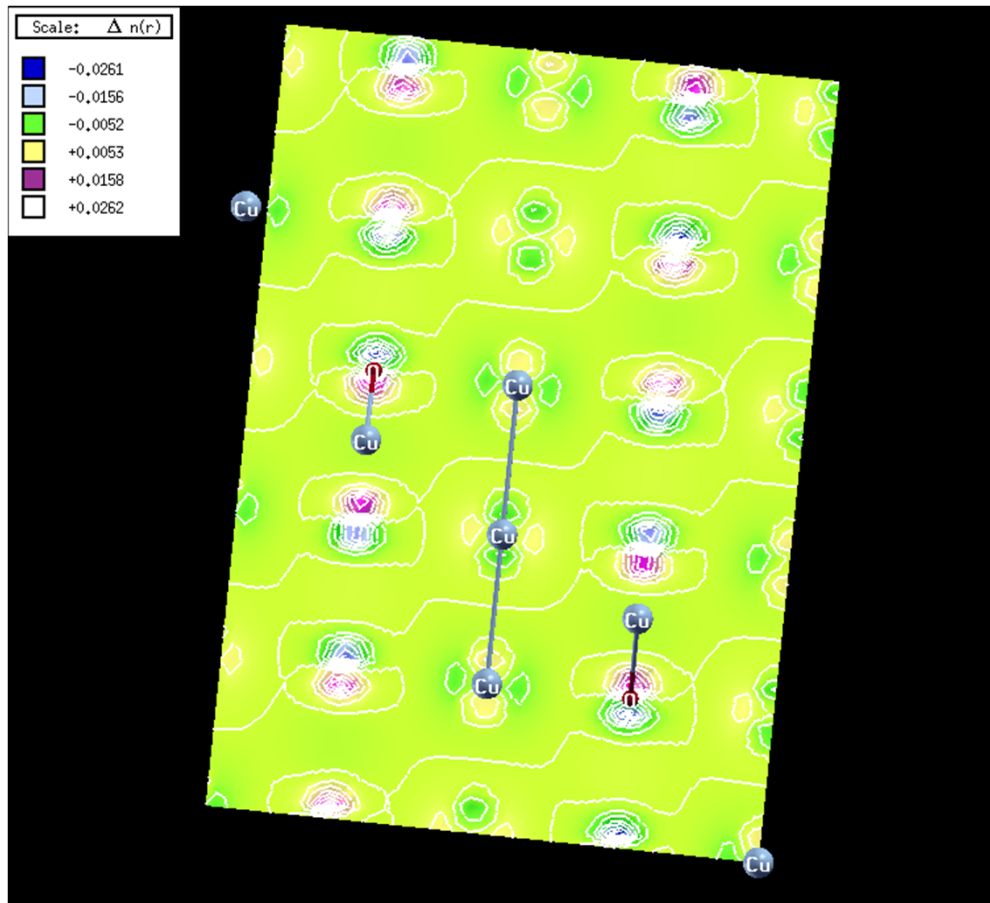 Scale: Δ n(r)
-0.0261
-0.0156
-0.0052
+0.0053
+0.0158
+0.0262
Cu
Cu
O
Cu
Cu
Cu
Cu
O
Cu
Cu